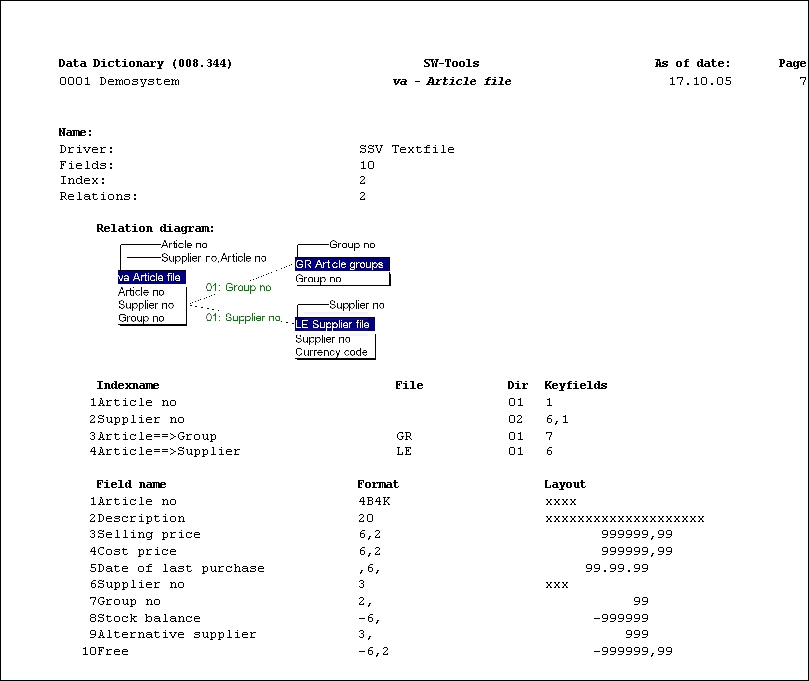 Data Dictionary (008.344) SW-Tools As of date: Page
0001 Demosystem va - Article file 17.10.05 7
Name:
Driver: SSV Textfile
Fields: 10
Index: 2
Relations: 2
Relation diagram:
Article no Group no
Supplier no,Article no
GR Article groups
va Article file Group no
01: Group no
Article no
Supplier no Supplier no
Group no 01: Supplier no
LE Supplier file
Supplier no
Currency code
Indexname File Dir Keyfields
1Article no 01 1
2Supplier no 02 6,1
3Article==>Group GR 01 7
4Article==>Supplier LE 01 6
Field name Format Layout
1Article no 4B4K xxxx
2Description 20 xxxxxxxxxxxxxxxxxxxx
3Selling price 6,2 999999,99
4Cost price 6,2 999999,99
5Date of last purchase ,6, 99.99.99
6Supplier no 3 xxx
7Group no 2, 99
8Stock balance -6, -999999
9Alternative supplier 3, 999
10Free -6,2 -999999,99